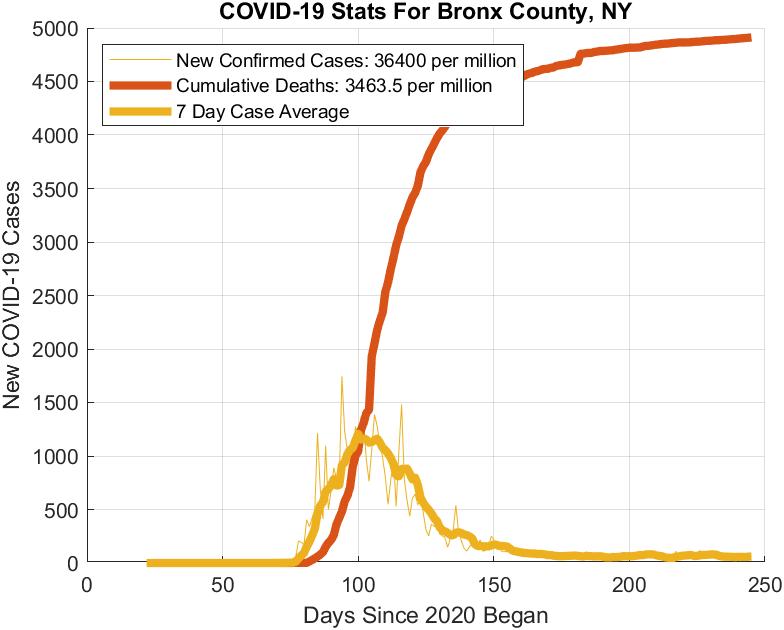 COVID-19 Stats For Bronx County, NY
New Confirmed Cases: 36400 per million
Cumulative Deaths: 3463.5 per million
7 Day Case Average
New COVID-19 Cases
5000
4500
4000
3500
3000
2500
2000
1500
1000
500
0
0 50 100 150 200 250
Days Since 2020 Began